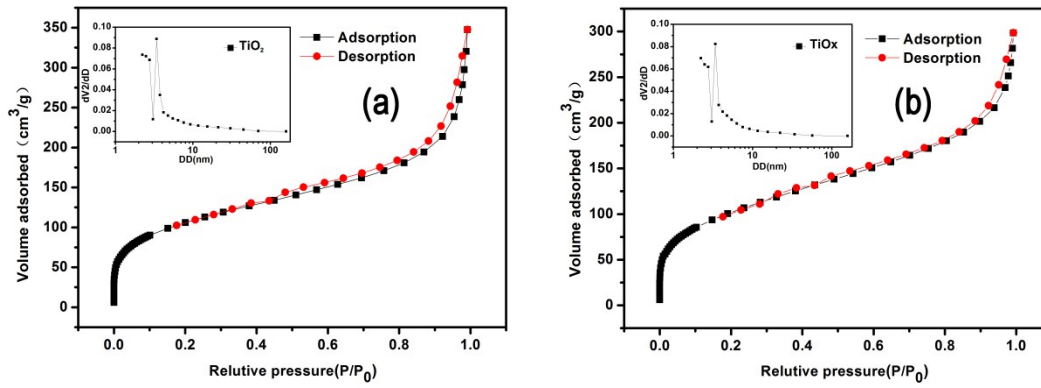 350
300
250
200
150
100
50
0
Volume adsorbed (cm³/g)
0.0 0.2 0.4 0.6 0.8 1.0
Relutive pressure(P/P₀)
0.10
0.08
0.06
0.04
0.02
0.00
dV2/dD
1 10 100
DD(nm)
TiO₂
Adsorption
Desorption
(a)
300
250
200
150
100
50
0
Volume adsorbed (cm³/g)
0.0 0.2 0.4 0.6 0.8 1.0
Relutive pressure(P/P₀)
0.10
0.08
0.06
0.04
0.02
0.00
dV2/dD
1 10 100
DD(nm)
TiOx
Adsorption
Desorption
(b)